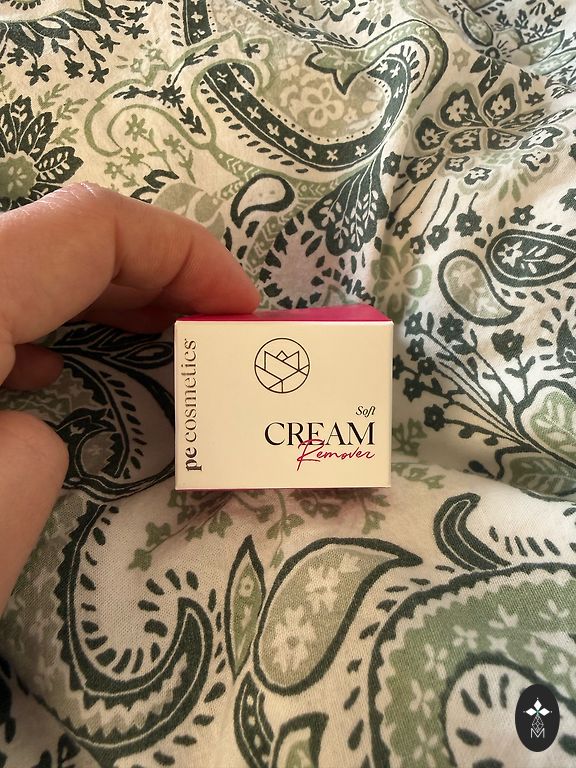 pe cosmetics
Soft
CREAM
Remover